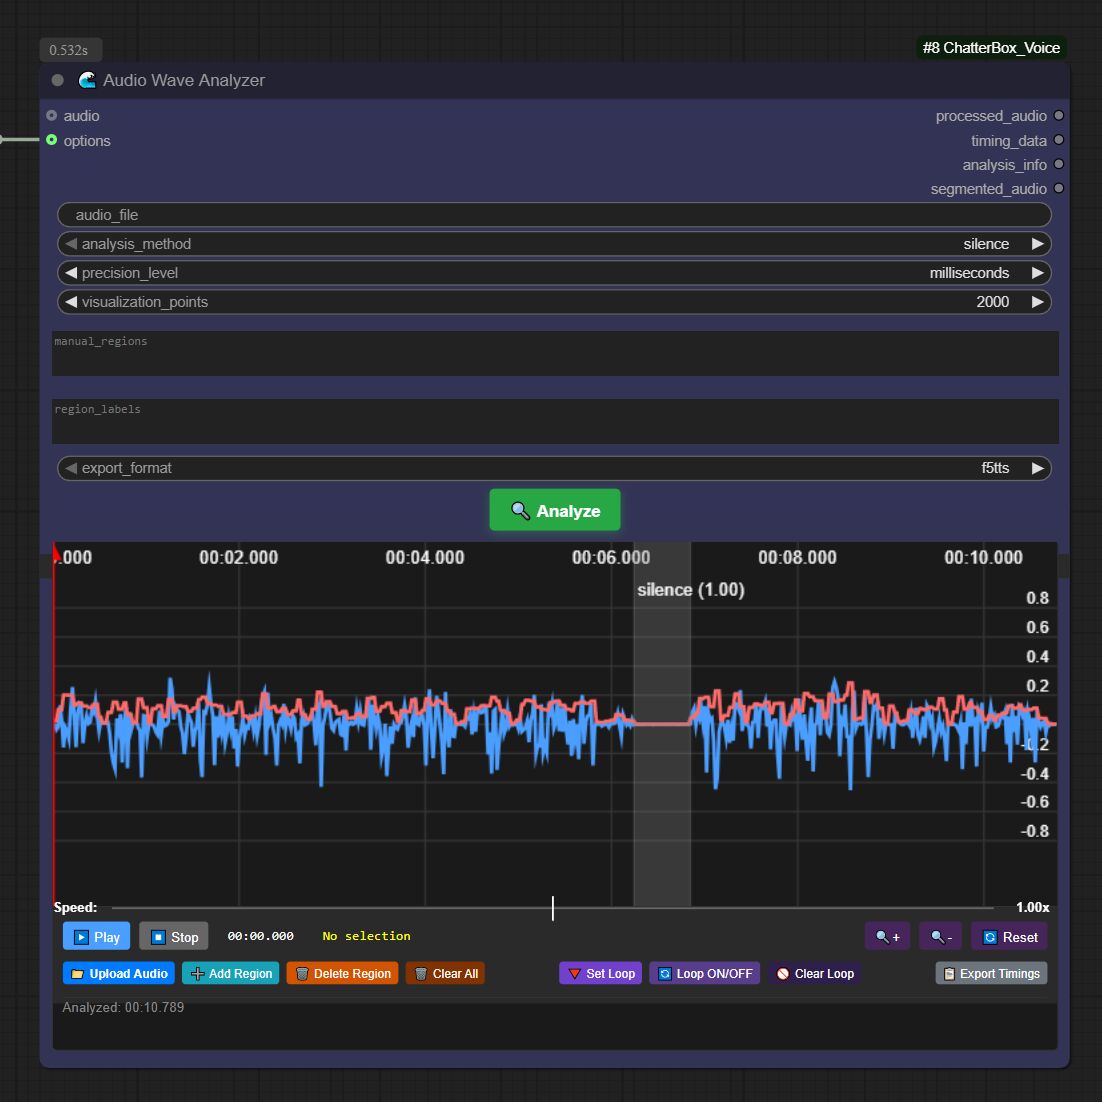 0.532s
#8 ChatterBox_Voice
Audio Wave Analyzer
audio
processed_audio
options
timing_data
analysis_info
segmented_audio
audio_file
analysis_method silence
precision_level milliseconds
visualization_points 2000
manual_regions
region_labels
export_format f5tts
Analyze
.000 00:02.000 00:04.000 00:06.000 00:08.000 00:10.000
silence (1.00)
0.8
0.6
0.4
0.2
-0.2
-0.4
-0.6
-0.8
Speed: 1.00x
Play Stop 00:00.000 No selection + - Reset
Upload Audio Add Region Delete Region Clear All Set Loop Loop ON/OFF Clear Loop Export Timings
Analyzed: 00:10.789